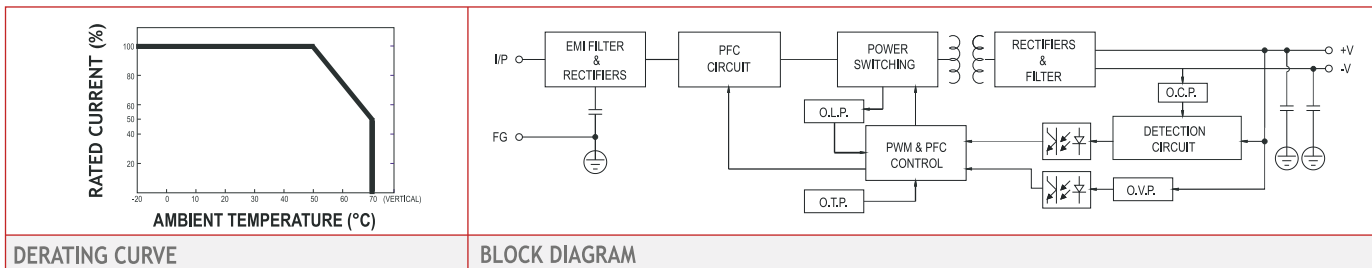 RATED CURRENT (%)
100
80
60
50
40
20
-20 0 10 20 30 40 50 60 70 (VERTICAL)
AMBIENT TEMPERATURE (°C)
DERATING CURVE
I/P
EMI FILTER
&
RECTIFIERS
PFC
CIRCUIT
POWER
SWITCHING
RECTIFIERS
&
FILTER
+V
-V
O.C.P.
O.L.P.
FG
PWM & PFC
CONTROL
DETECTION
CIRCUIT
O.T.P.
O.V.P.
BLOCK DIAGRAM